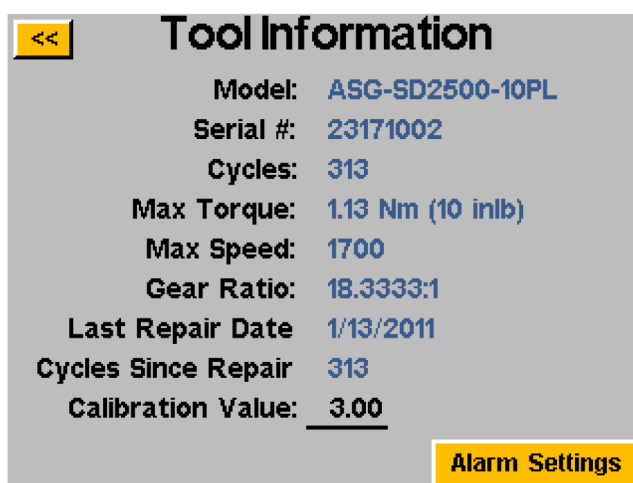 <<
Tool Information
Model: ASG-SD2500-10PL
Serial #: 23171002
Cycles: 313
Max Torque: 1.13 Nm (10 inlb)
Max Speed: 1700
Gear Ratio: 18.3333:1
Last Repair Date 1/13/2011
Cycles Since Repair 313
Calibration Value: 3.00
Alarm Settings